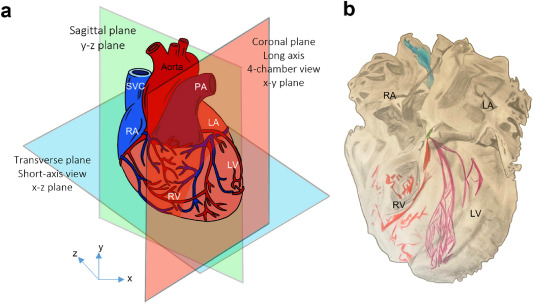 a
Sagittal plane
y-z plane
Coronal plane
Long axis
4-chamber view
x-y plane
Aorta
SVC
PA
LA
RA
LV
RV
Transverse plane
Short-axis view
x-z plane
y
z
x
b
RA
LA
RV
LV